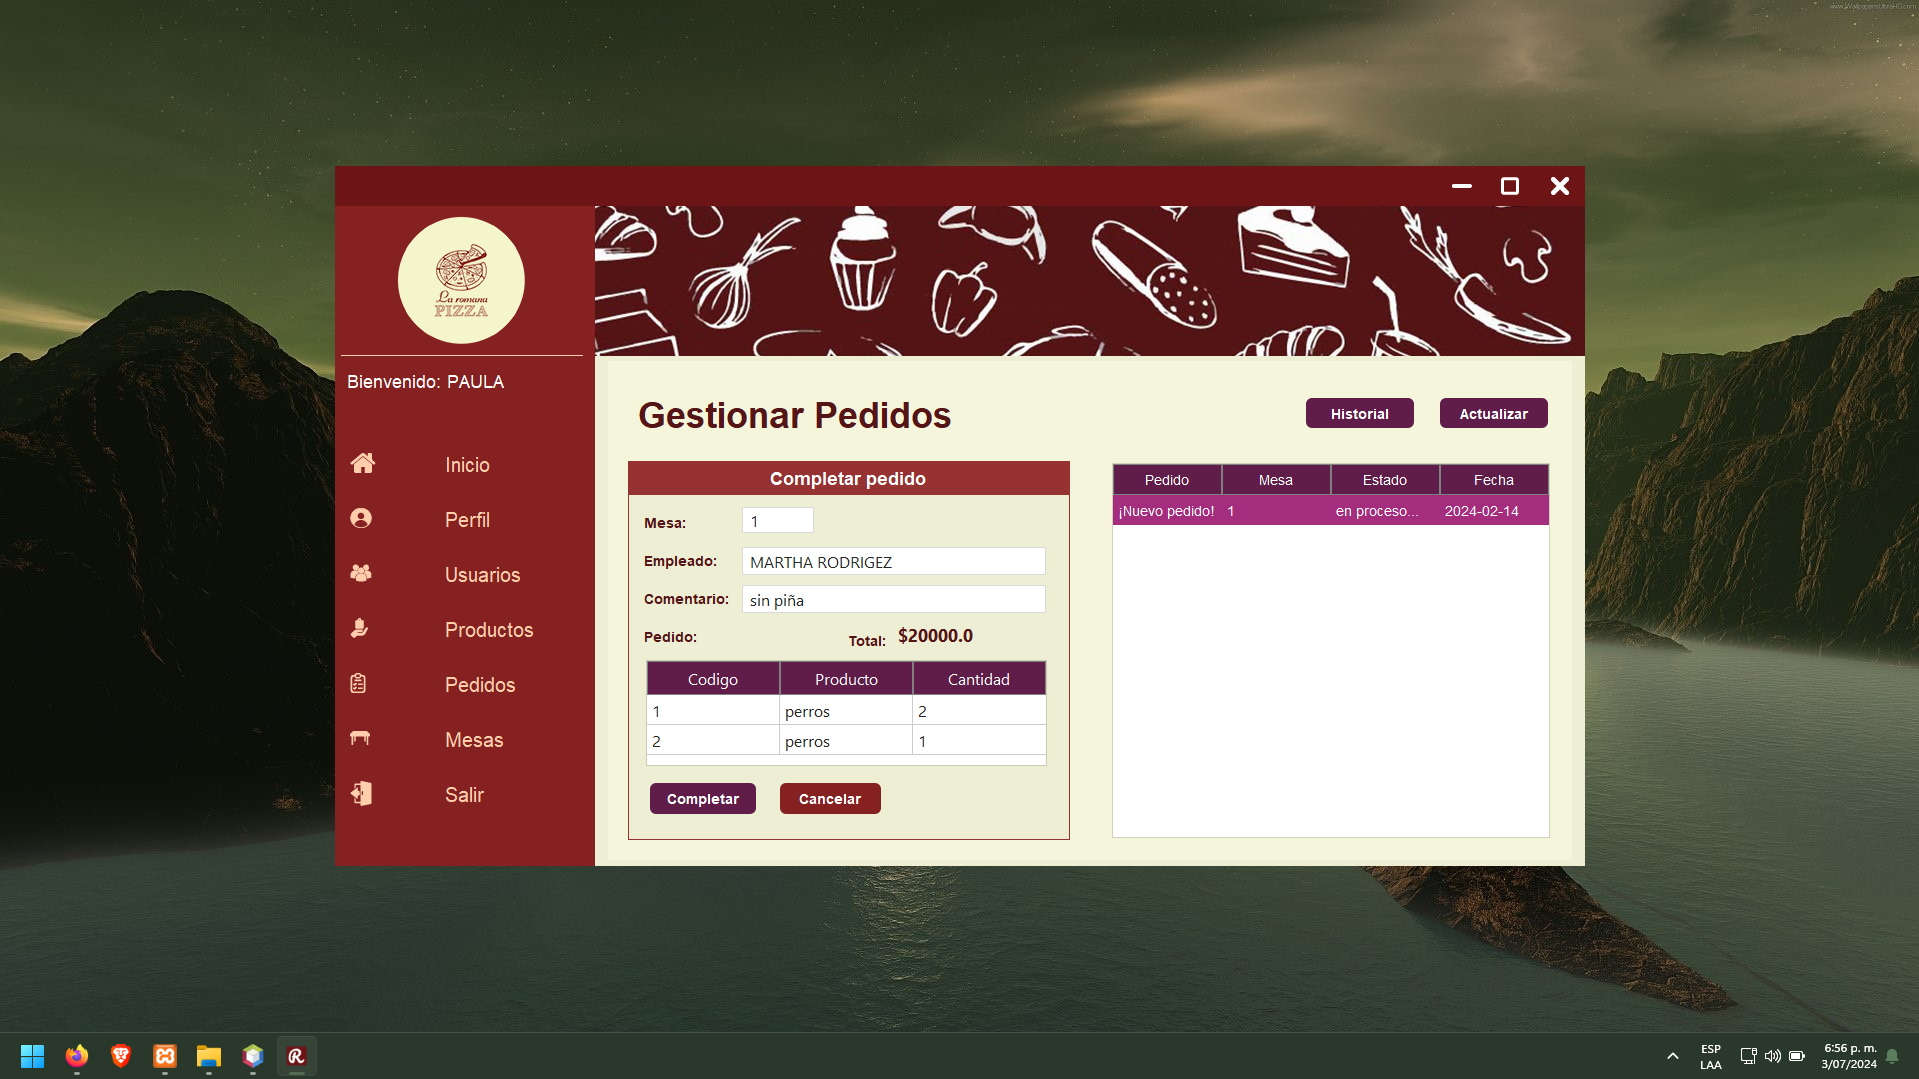 www.WallpapersUltraHD.com
La romana
PIZZA
Bienvenido: PAULA
Inicio
Perfil
Usuarios
Productos
Pedidos
Mesas
Salir
Gestionar Pedidos
Historial
Actualizar
Completar pedido
Mesa:
1
Empleado:
MARTHA RODRIGEZ
Comentario:
sin piña
Pedido:
Total: $20000.0
Codigo Producto Cantidad
1 perros 2
2 perros 1
Completar
Cancelar
Pedido Mesa Estado Fecha
¡Nuevo pedido! 1 en proceso... 2024-02-14
R
ESP
LAA
6:56 p. m.
3/07/2024